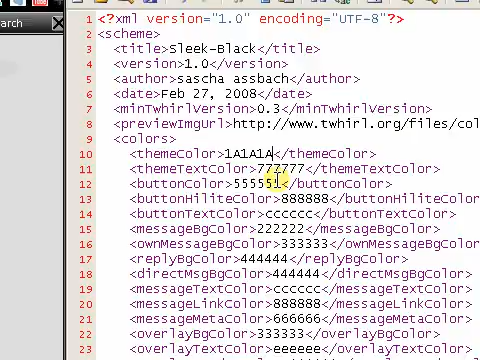 earch
1 <?xml version="1.0" encoding="UTF-8"?>
2 <scheme>
3 <title>Sleek-Black</title>
4 <version>1.0</version>
5 <author>sascha assbach</author>
6 <date>Feb 27, 2008</date>
7 <minTwhirlVersion>0.3</minTwhirlVersion>
8 <previewImgUrl>http://www.twhirl.org/files/col
9 <colors>
10 <themeColor>1A1A1A</themeColor>
11 <themeTextColor>777777</themeTextColor>
12 <buttonColor>555555</buttonColor>
13 <buttonHiliteColor>888888</buttonHiliteColor
14 <buttonTextColor>cccccc</buttonTextColor>
15 <messageBgColor>222222</messageBgColor>
16 <ownMessageBgColor>333333</ownMessageBgC
17 <replyBgColor>444444</replyBgColor>
18 <directMsgBgColor>444444</directMsgBgColor
19 <messageTextColor>cccccc</messageTextColor
20 <messageLinkColor>888888</messageLinkColor
21 <messageMetaColor>666666</messageMetaCol
22 <overlayBgColor>333333</overlayBgColor>
23 <overlayTextColor>eeeeee</overlayTextColor>